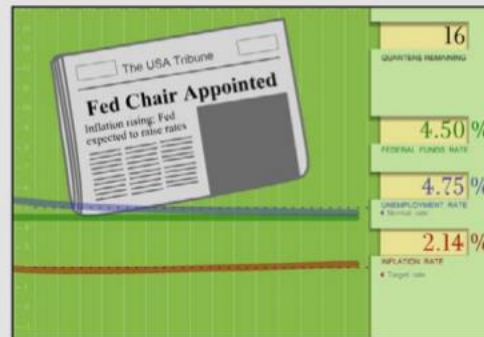 The USA Tribune
Fed Chair Appointed
Inflation rising; Fed
expected to raise rates
16
QUARTERS REMAINING
4.50 %
FEDERAL FUNDS RATE
4.75 %
UNEMPLOYMENT RATE
Normal rate
2.14 %
INFLATION RATE
Target rate